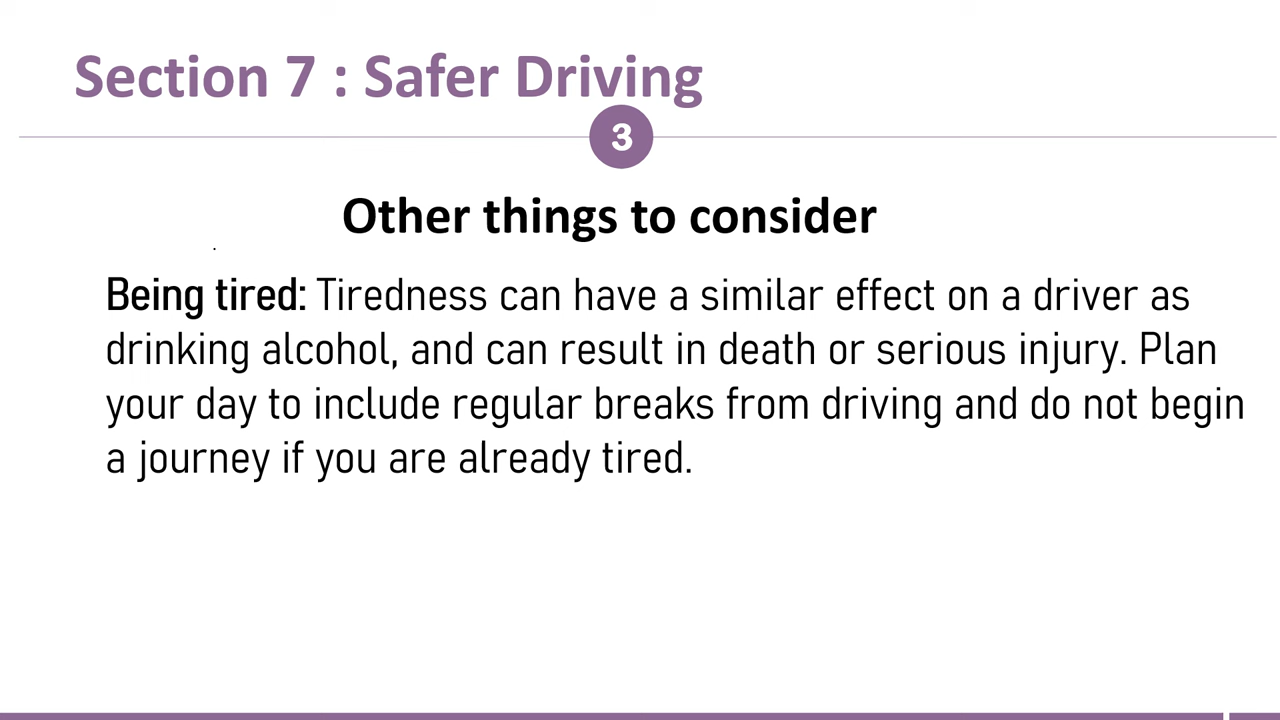 Section 7 : Safer Driving
3
Other things to consider
.
Being tired: Tiredness can have a similar effect on a driver as
drinking alcohol, and can result in death or serious injury. Plan
your day to include regular breaks from driving and do not begin
a journey if you are already tired.